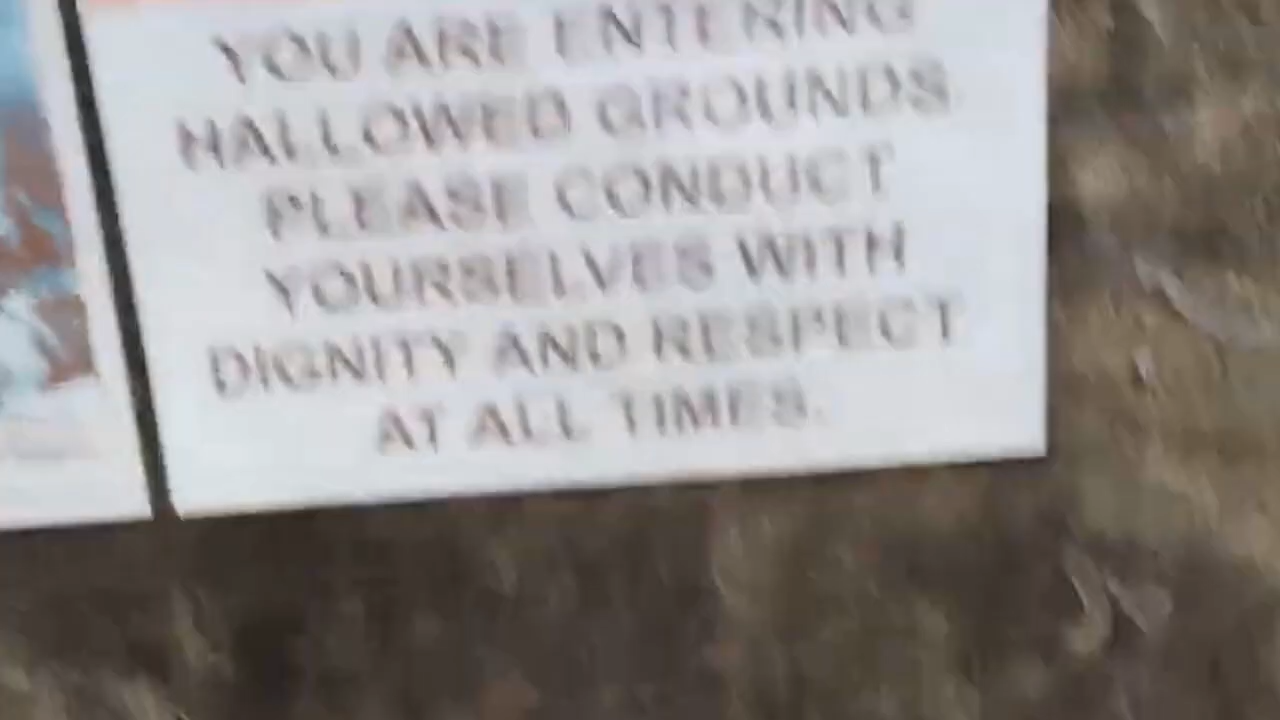 YOU ARE ENTERING
HALLOWED GROUNDS.
PLEASE CONDUCT
YOURSELVES WITH
DIGNITY AND RESPECT
AT ALL TIMES.